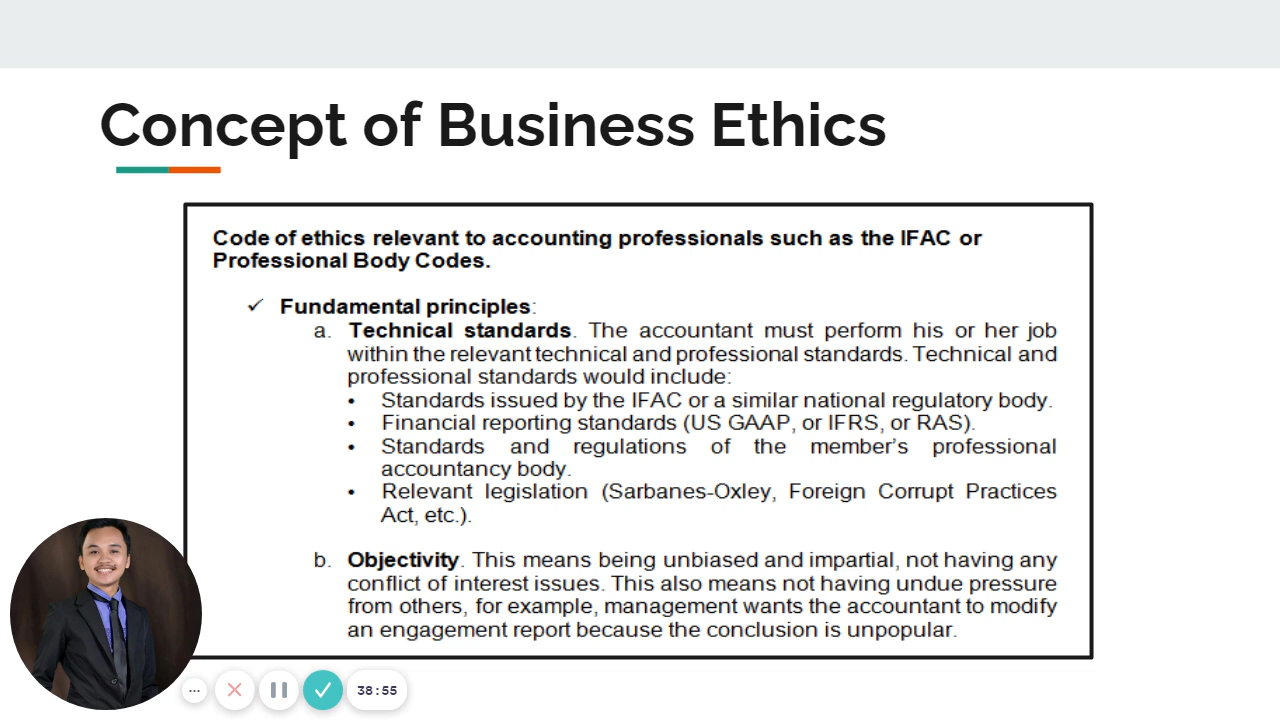 Concept of Business Ethics
Code of ethics relevant to accounting professionals such as the IFAC or
Professional Body Codes.
✓ Fundamental principles:
a. Technical standards. The accountant must perform his or her job
within the relevant technical and professional standards. Technical and
professional standards would include:
• Standards issued by the IFAC or a similar national regulatory body.
• Financial reporting standards (US GAAP, or IFRS, or RAS).
• Standards and regulations of the member's professional
accountancy body.
• Relevant legislation (Sarbanes-Oxley, Foreign Corrupt Practices
Act, etc.).
b. Objectivity. This means being unbiased and impartial, not having any
conflict of interest issues. This also means not having undue pressure
from others, for example, management wants the accountant to modify
an engagement report because the conclusion is unpopular.
38:55